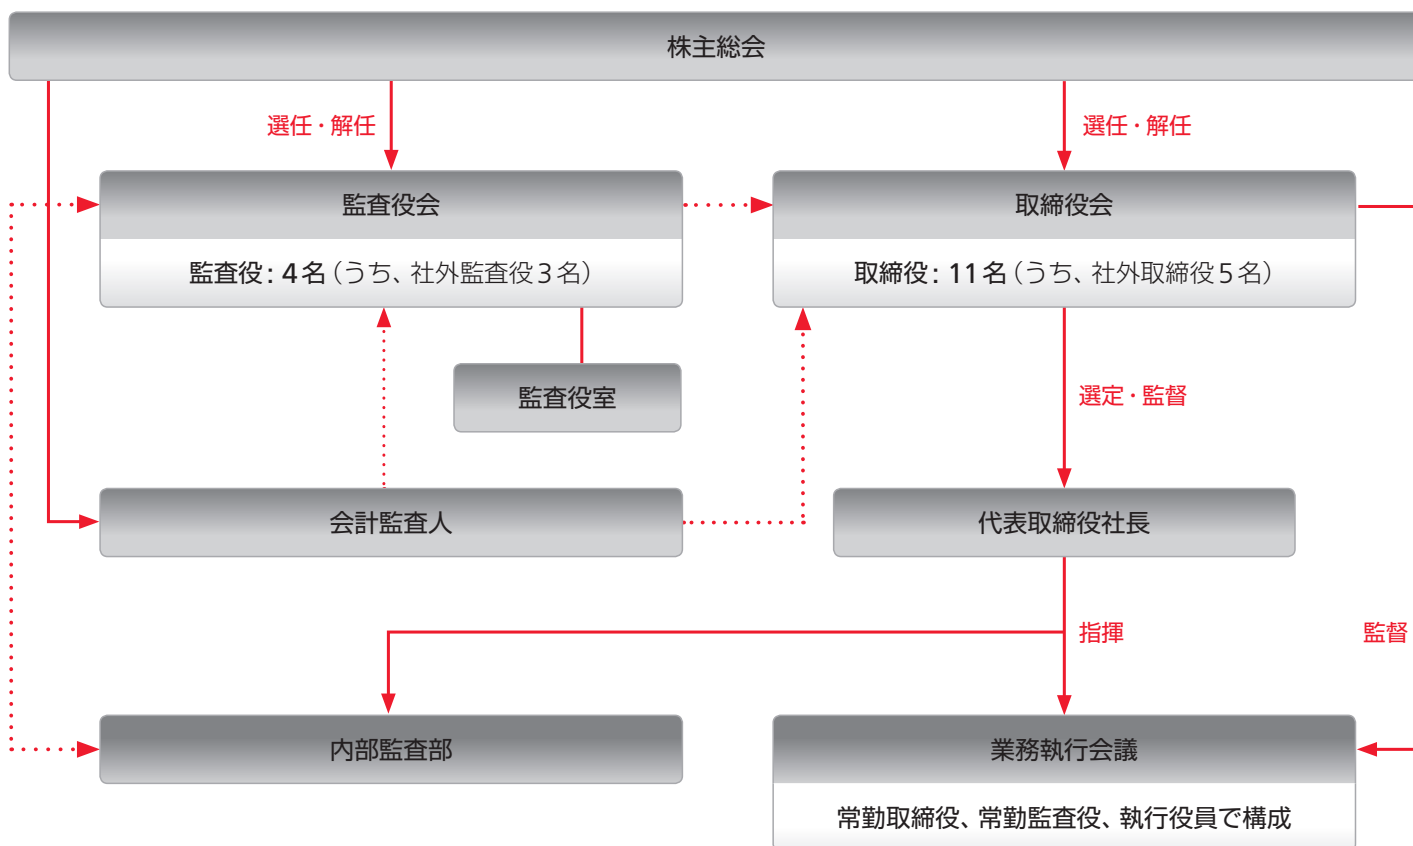 株主総会
選任・解任
選任・解任
監査役会
取締役会
監査役：4名（うち、社外監査役3名）
取締役：11名（うち、社外取締役5名）
監査役室
選定・監督
会計監査人
代表取締役社長
指揮
監督
内部監査部
業務執行会議
常勤取締役、常勤監査役、執行役員で構成